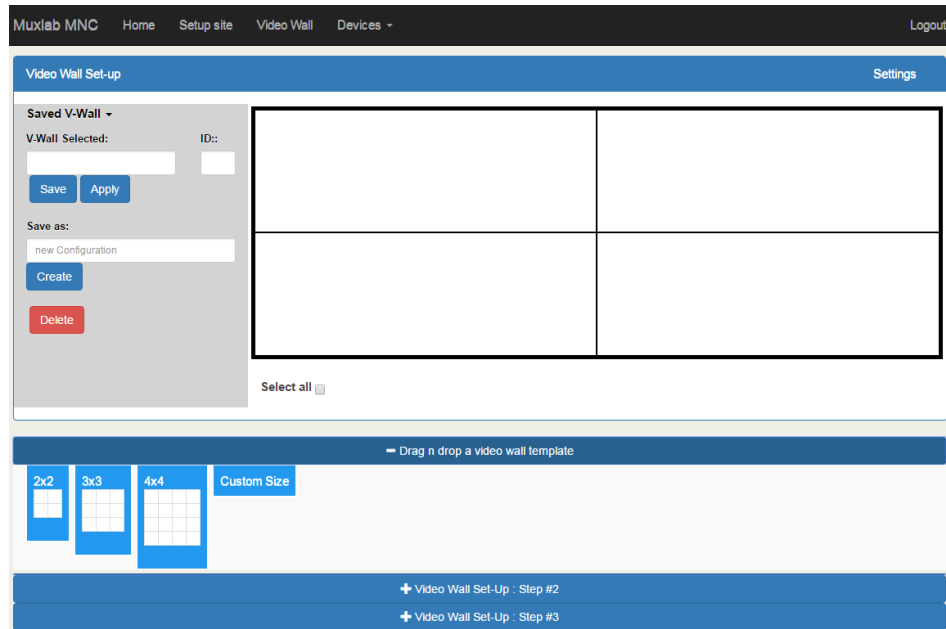 Muxlab MNC Home Setup site Video Wall Devices Logout
Video Wall Set-up Settings
Saved V-Wall
V-Wall Selected: ID::
Save Apply
Save as:
new Configuration
Create
Delete
Select all
Drag n drop a video wall template
2x2 3x3 4x4 Custom Size
Video Wall Set-Up : Step #2
Video Wall Set-Up : Step #3